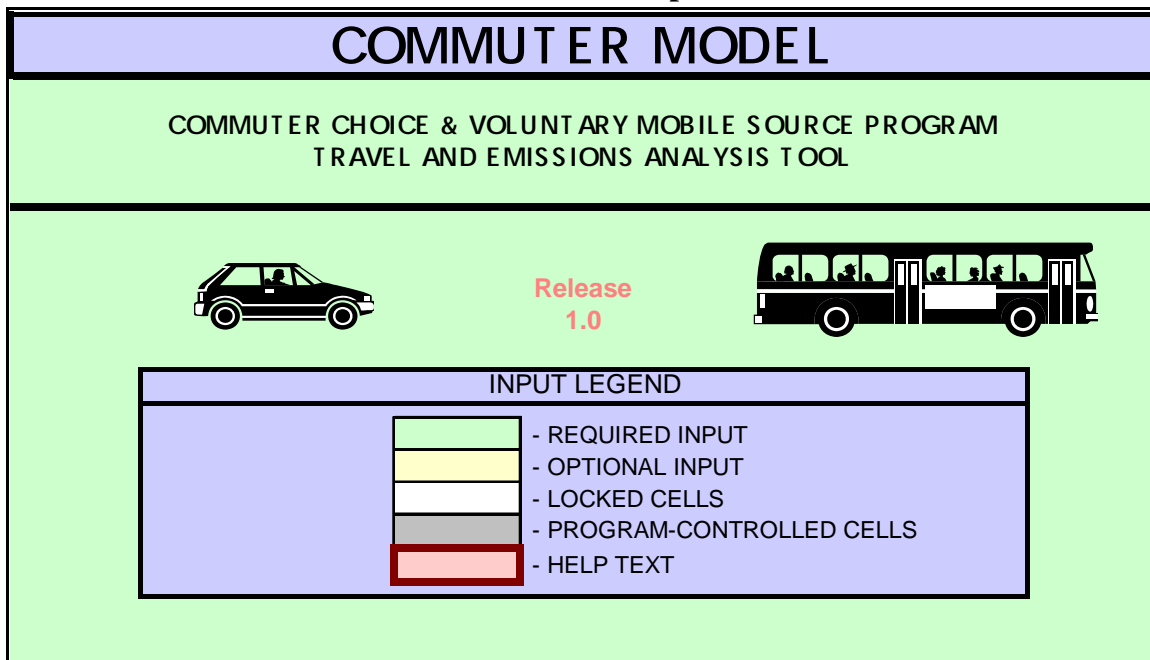 COMMUTER MODEL
COMMUTER CHOICE & VOLUNTARY MOBILE SOURCE PROGRAM
TRAVEL AND EMISSIONS ANALYSIS TOOL
Release
1.0
INPUT LEGEND
- REQUIRED INPUT
- OPTIONAL INPUT
- LOCKED CELLS
- PROGRAM-CONTROLLED CELLS
- HELP TEXT